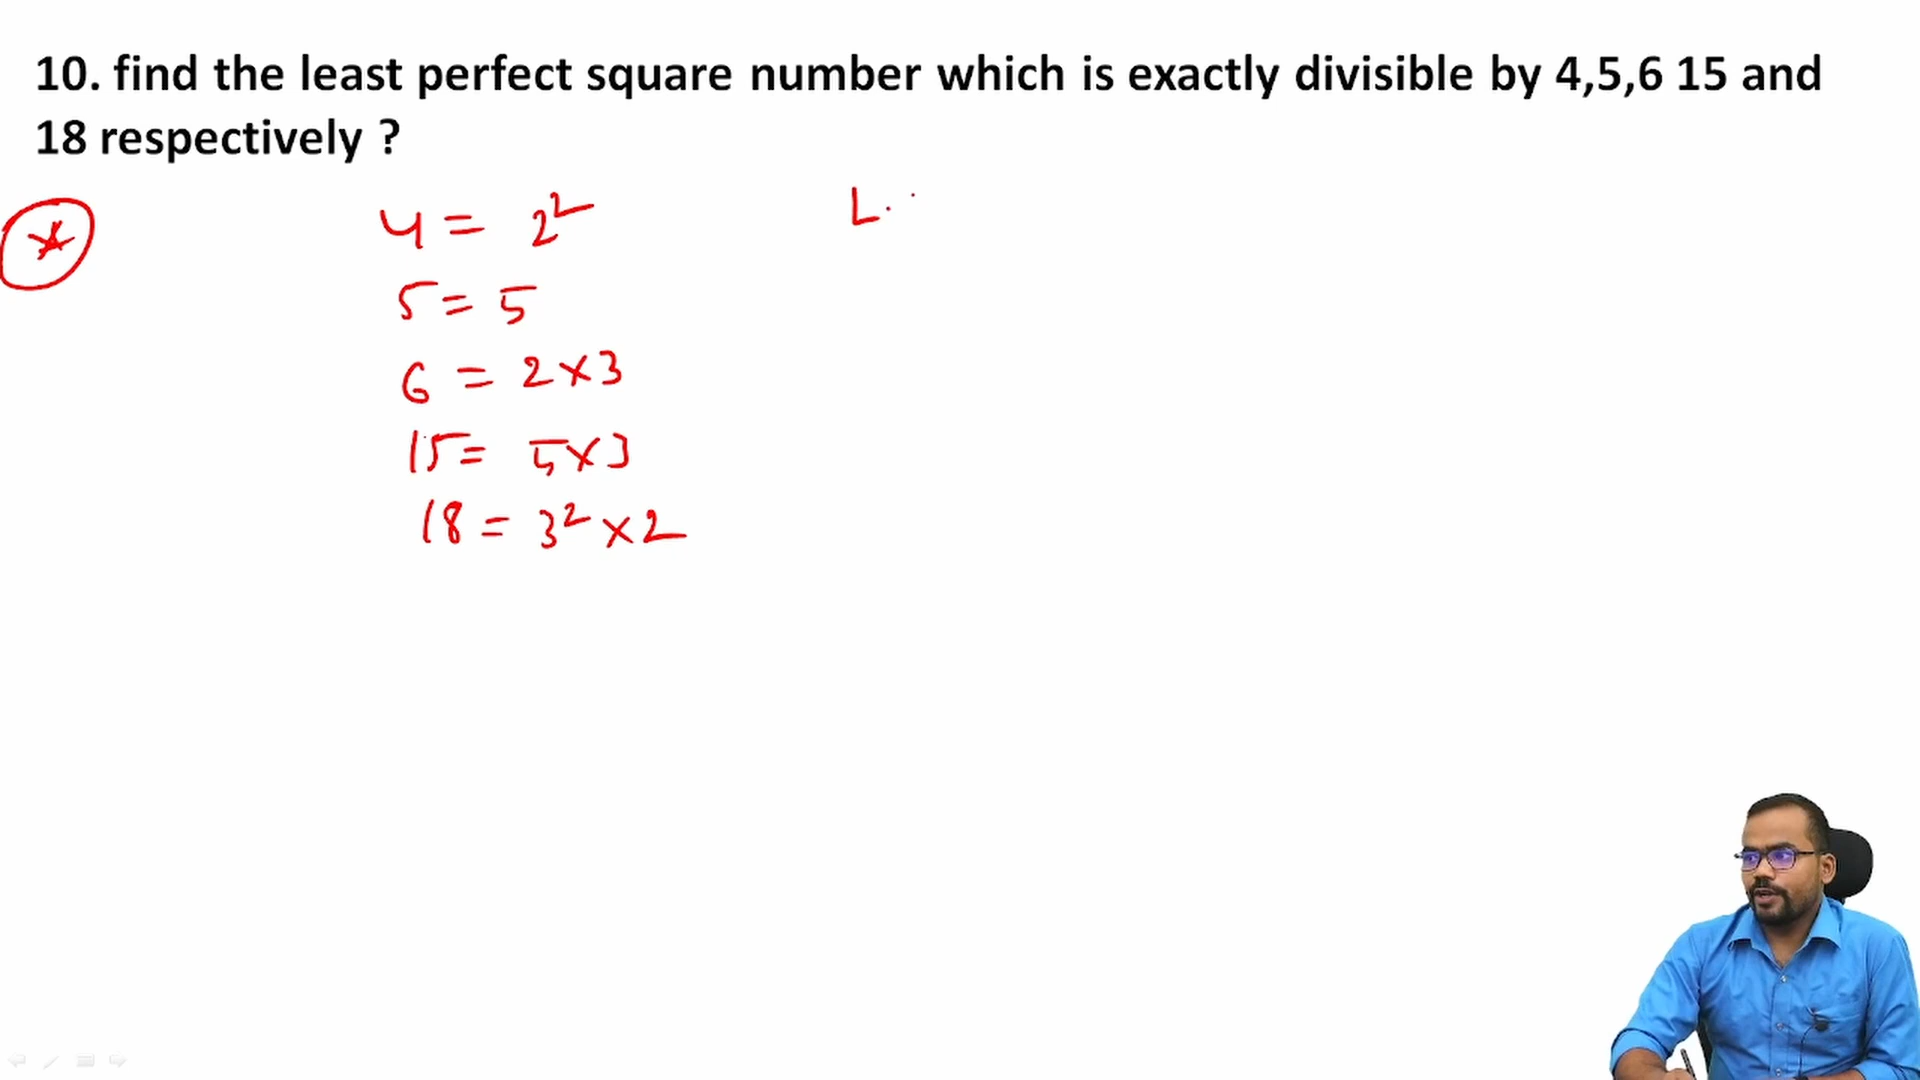 10. find the least perfect square number which is exactly divisible by 4,5,6 15 and
18 respectively ?
4 = 2²
L.
5 = 5
6 = 2×3
15 = 5×3
18 = 3²×2